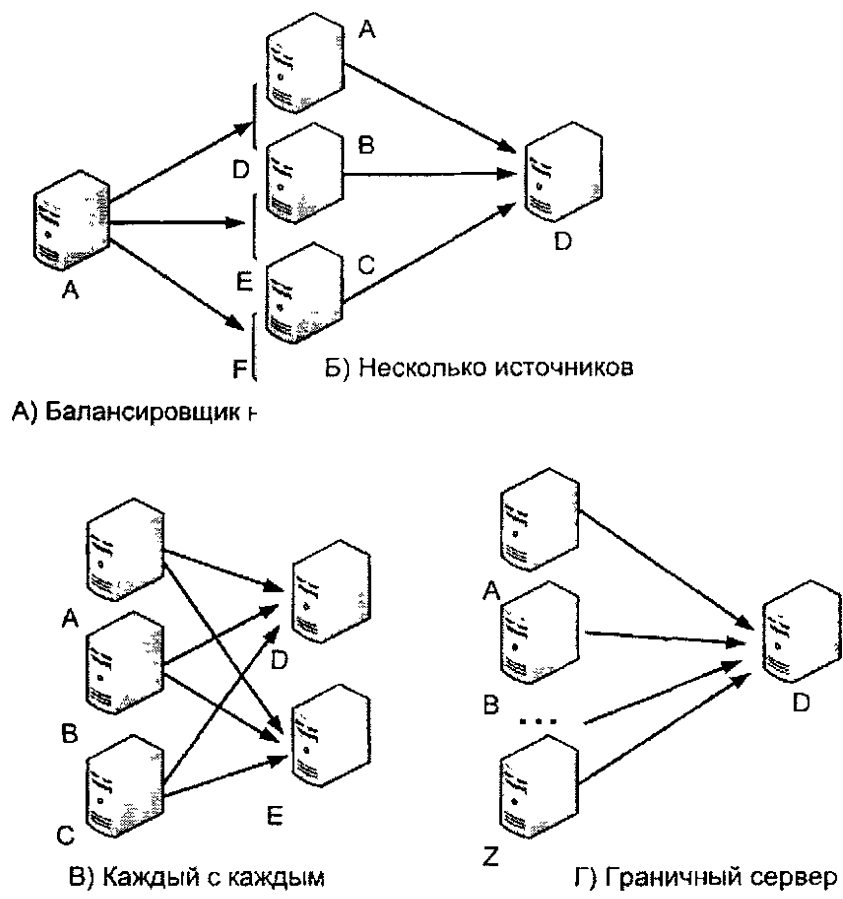 A
B
D
A
D
C
E
F
Б) Несколько источников
А) Балансировщик н
A
A
D
B
B
...
D
E
C
Z
В) Каждый с каждым
Г) Граничный сервер